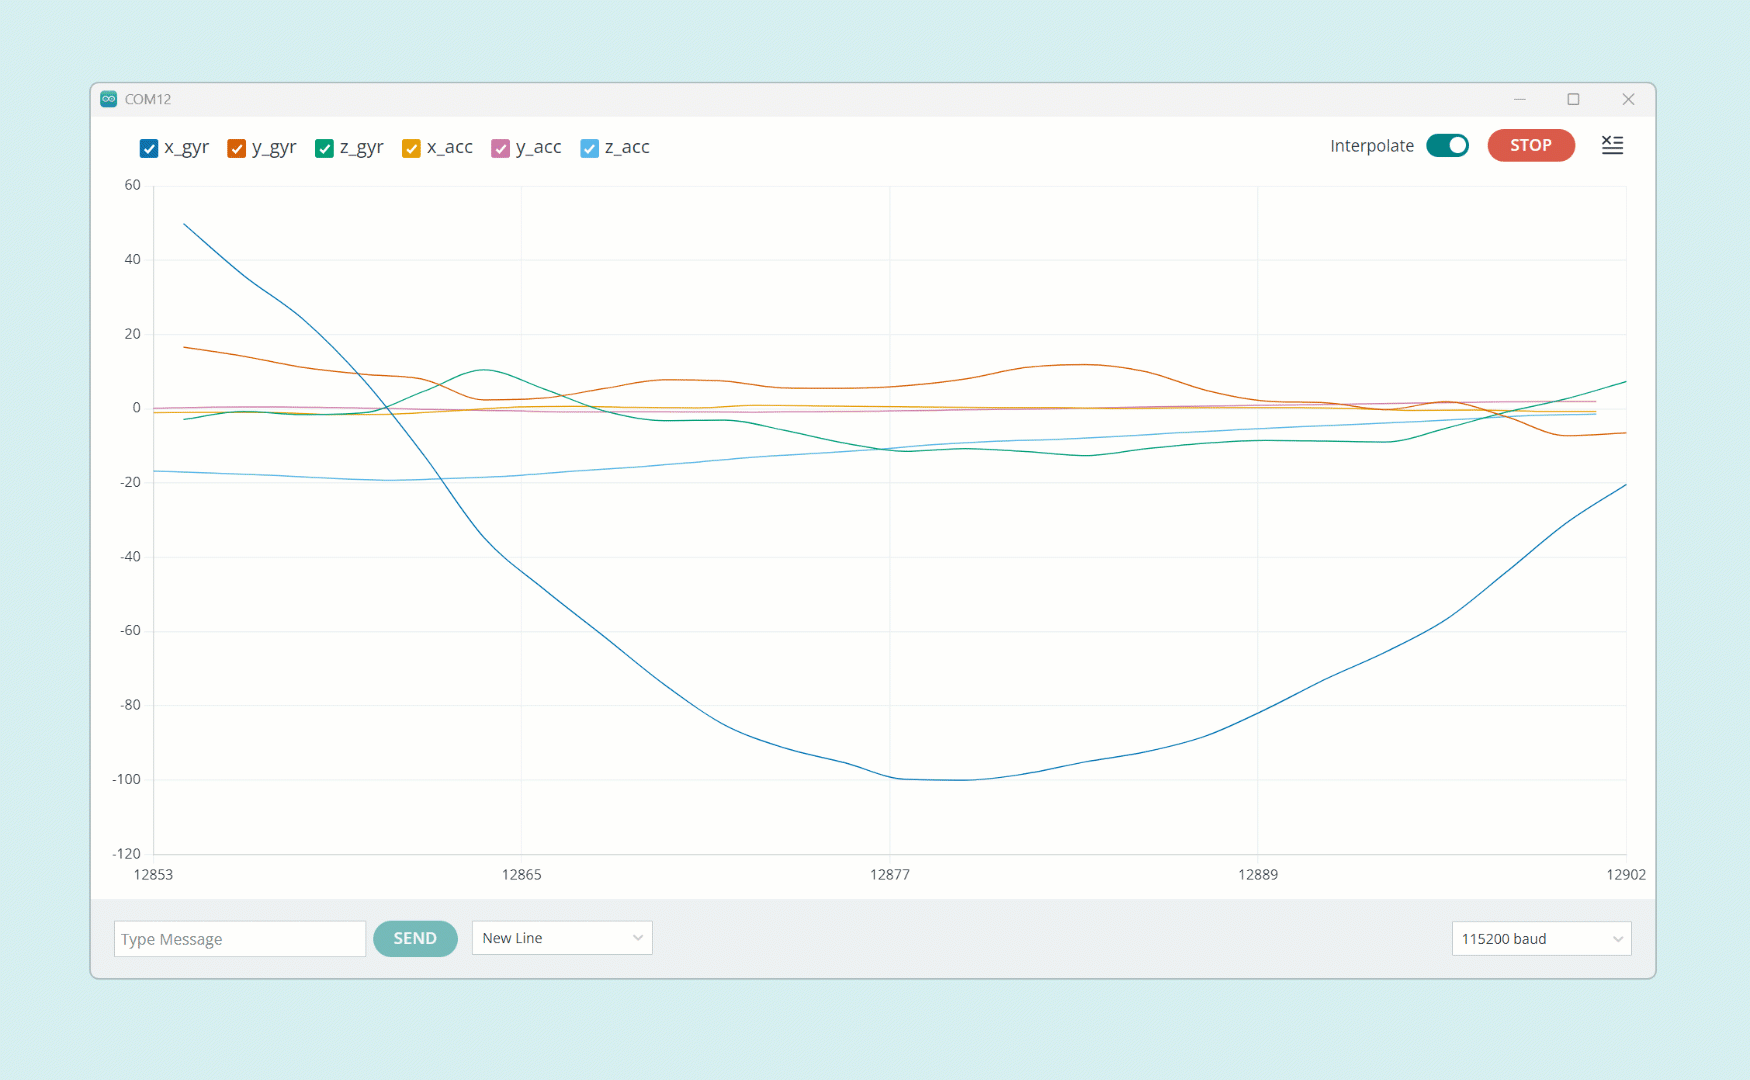 COM12
x_gyr y_gyr z_gyr x_acc y_acc z_acc
Interpolate STOP
60
40
20
0
-20
-40
-60
-80
-100
-120
12853 12865 12877 12889 12902
Type Message SEND New Line 115200 baud